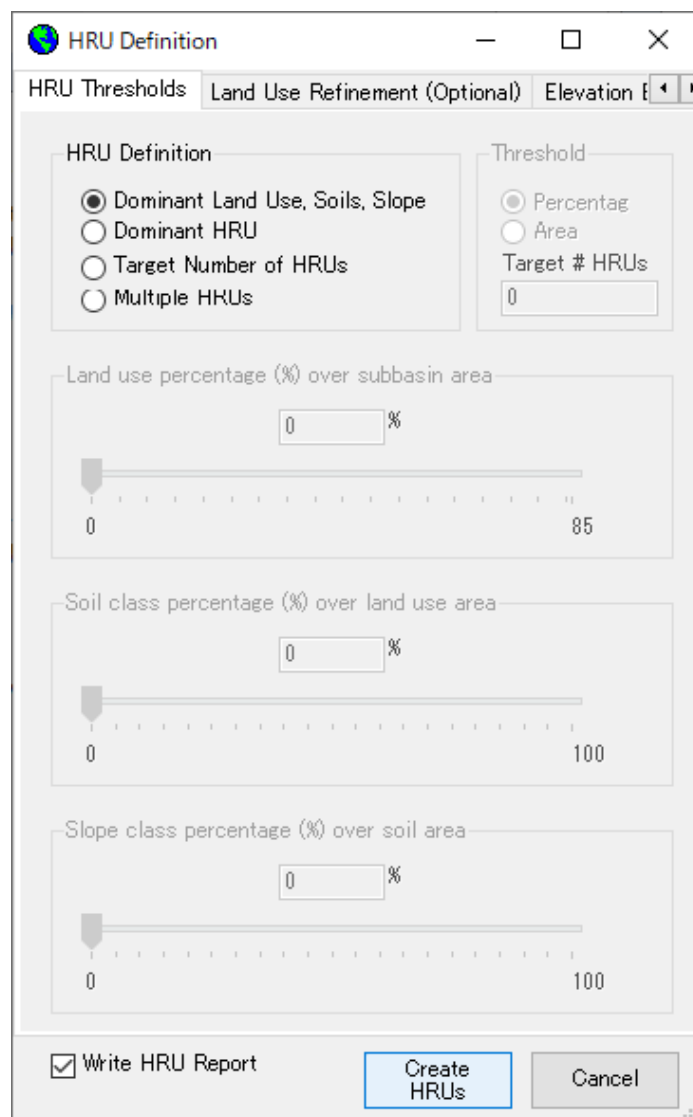 HRU Definition
HRU Thresholds
Land Use Refinement (Optional)
Elevation
HRU Definition
Dominant Land Use, Soils, Slope
Dominant HRU
Target Number of HRUs
Multiple HRUs
Threshold
Percentag
Area
Target # HRUs
0
Land use percentage (%) over subbasin area
0 %
0 85
Soil class percentage (%) over land use area
0 %
0 100
Slope class percentage (%) over soil area
0 %
0 100
Write HRU Report
Create
HRUs
Cancel